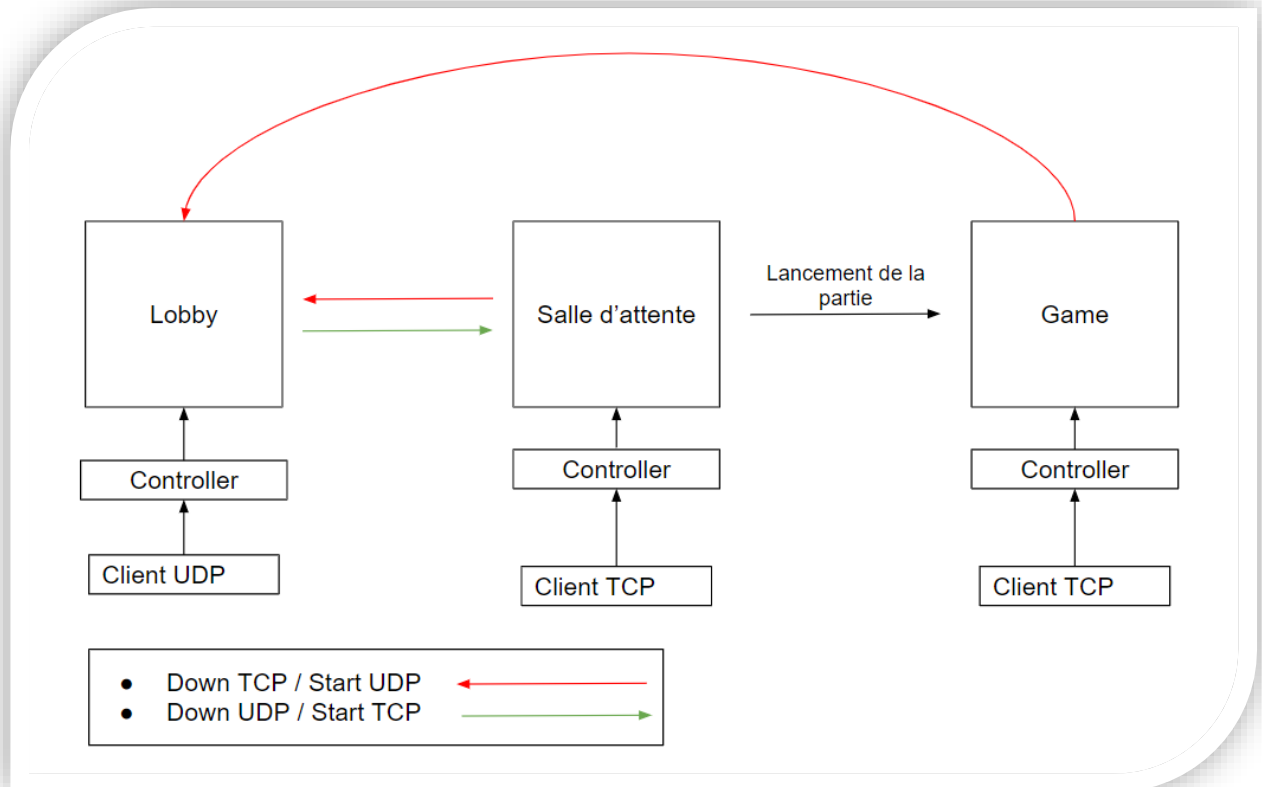 Lancement de la
partie
Lobby
Salle d'attente
Game
Controller
Controller
Controller
Client UDP
Client TCP
Client TCP
● Down TCP / Start UDP
● Down UDP / Start TCP